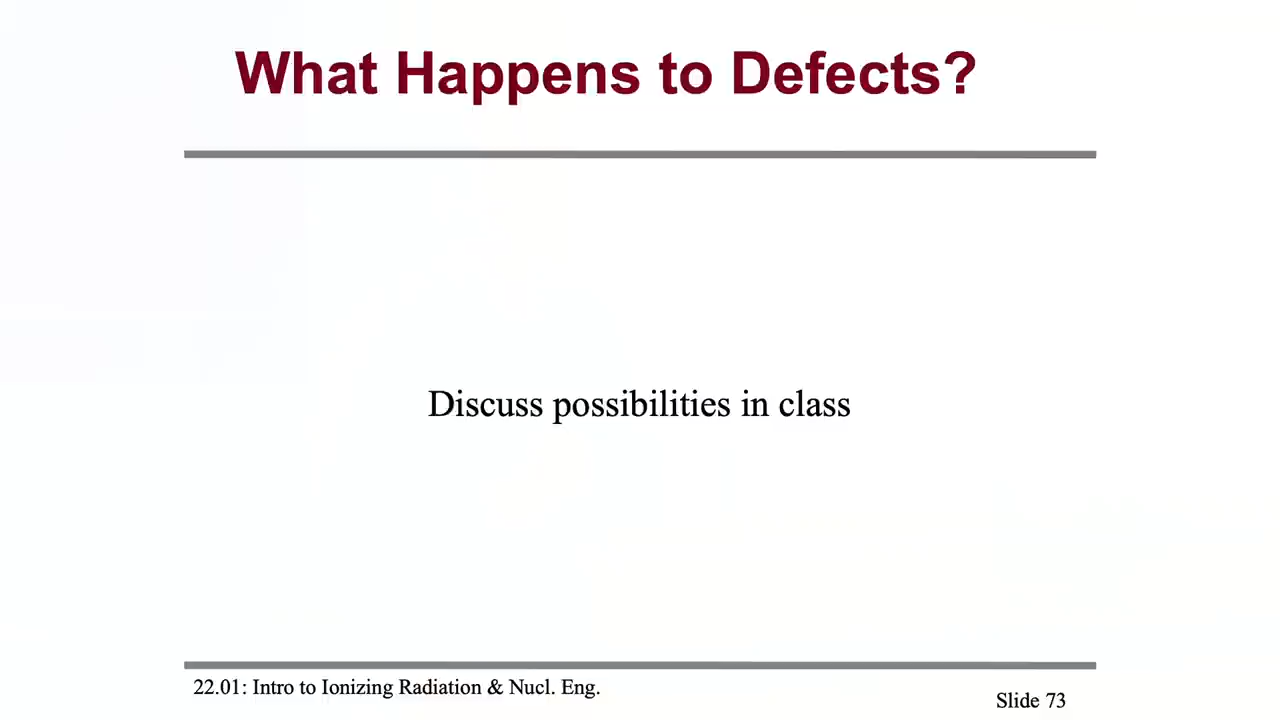 What Happens to Defects?
Discuss possibilities in class
22.01: Intro to Ionizing Radiation & Nucl. Eng.
Slide 73